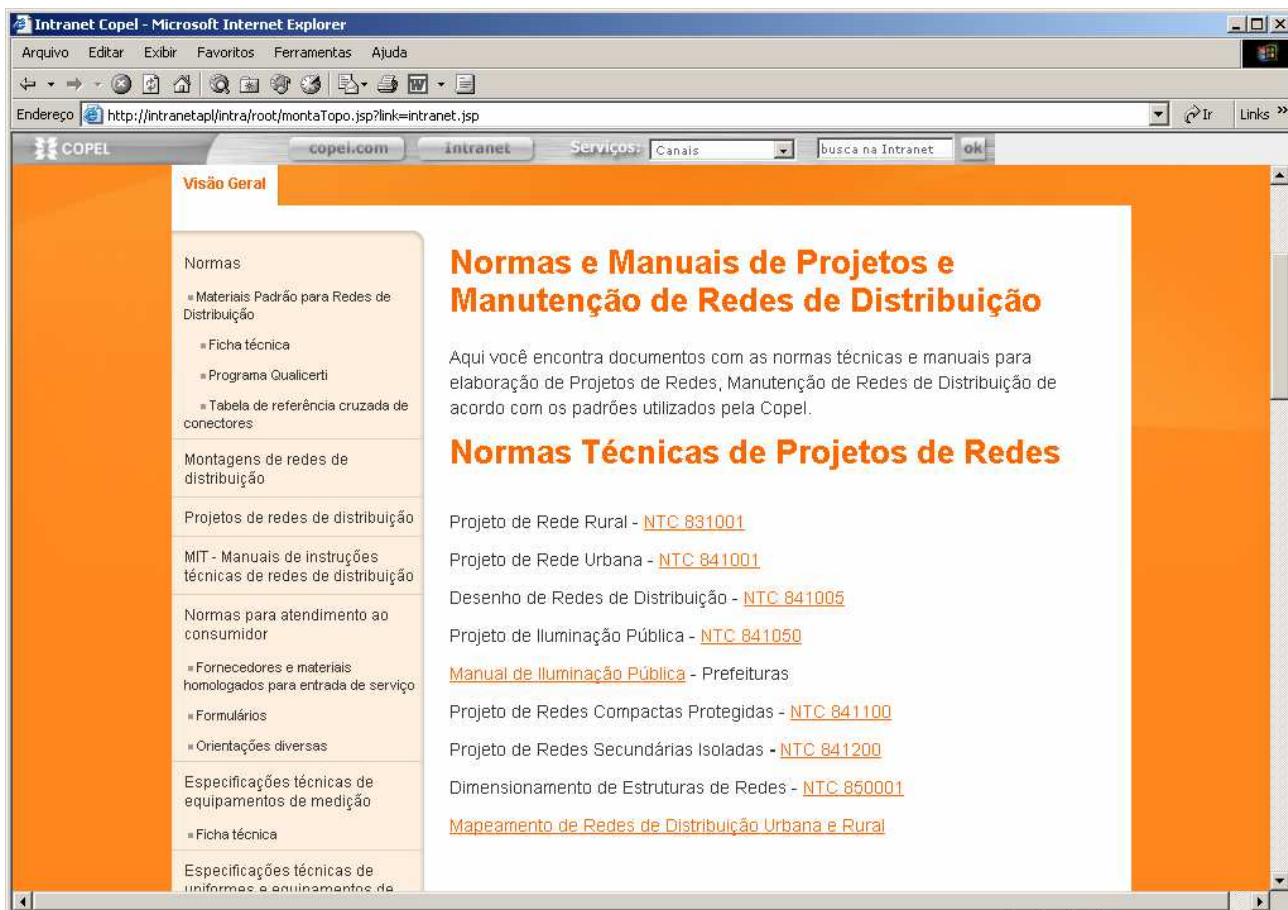 Intranet Copel - Microsoft Internet Explorer
Arquivo Editar Exibir Favoritos Ferramentas Ajuda
Endereço http://intranetapl/intra/root/montaTopo.jsp?link=intranet.jsp Ir Links »
COPEL copel.com Intranet Serviços: Canais busca na Intranet ok
Visão Geral
Normas
Materiais Padrão para Redes de
Distribuição
Ficha técnica
Programa Qualicerti
Tabela de referência cruzada de
conectores
Montagens de redes de
distribuição
Projetos de redes de distribuição
MIT - Manuais de instruções
técnicas de redes de distribuição
Normas para atendimento ao
consumidor
Fornecedores e materiais
homologados para entrada de serviço
Formulários
Orientações diversas
Especificações técnicas de
equipamentos de medição
Ficha técnica
Especificações técnicas de
uniformes e equipamentos de
Normas e Manuais de Projetos e
Manutenção de Redes de Distribuição
Aqui você encontra documentos com as normas técnicas e manuais para
elaboração de Projetos de Redes, Manutenção de Redes de Distribuição de
acordo com os padrões utilizados pela Copel.
Normas Técnicas de Projetos de Redes
Projeto de Rede Rural - NTC 831001
Projeto de Rede Urbana - NTC 841001
Desenho de Redes de Distribuição - NTC 841005
Projeto de Iluminação Pública - NTC 841050
Manual de Iluminação Pública - Prefeituras
Projeto de Redes Compactas Protegidas - NTC 841100
Projeto de Redes Secundárias Isoladas - NTC 841200
Dimensionamento de Estruturas de Redes - NTC 850001
Mapeamento de Redes de Distribuição Urbana e Rural